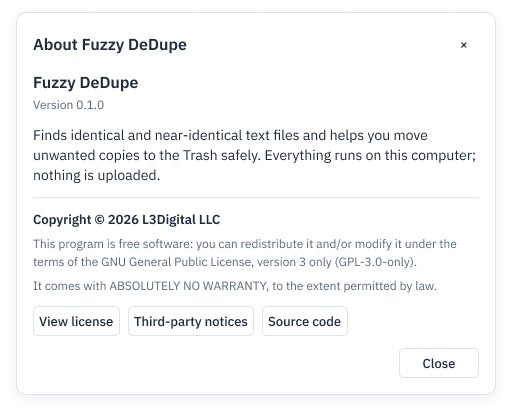 About Fuzzy DeDupe ×
Fuzzy DeDupe
Version 0.1.0
Finds identical and near-identical text files and helps you move
unwanted copies to the Trash safely. Everything runs on this computer;
nothing is uploaded.
Copyright © 2026 L3Digital LLC
This program is free software: you can redistribute it and/or modify it under the
terms of the GNU General Public License, version 3 only (GPL-3.0-only).
It comes with ABSOLUTELY NO WARRANTY, to the extent permitted by law.
View license Third-party notices Source code
Close